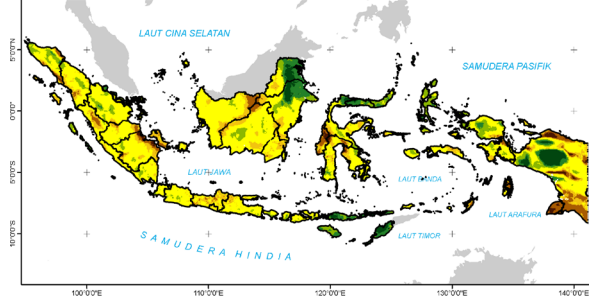 LAUT CINA SELATAN
SAMUDERA PASIFIK
5°0'0"N
0°0'0"
5°0'0"S
10°0'0"S
LAUT JAWA
LAUT BANDA
LAUT ARAFURA
LAUT TIMOR
SAMUDERA HINDIA
100°0'0"E
110°0'0"E
120°0'0"E
130°0'0"E
140°0'0"E